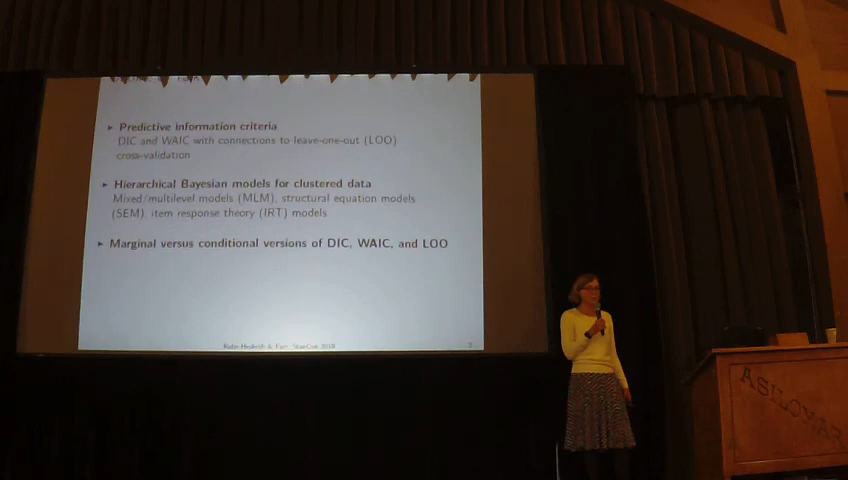 ▸ Predictive information criteria
DIC and WAIC with connections to leave-one-out (LOO)
cross-validation
▸ Hierarchical Bayesian models for clustered data
Mixed/multilevel models (MLM), structural equation models
(SEM), item response theory (IRT) models
▸ Marginal versus conditional versions of DIC, WAIC, and LOO
ASILOMAR